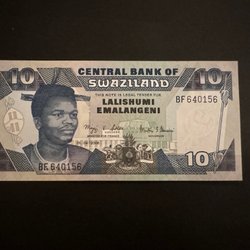 10 CENTRAL BANK OF 10
SWAZILAND
THIS NOTE IS LEGAL TENDER FOR
LALISHUMI
EMALANGENI
BF 640156
BF 640156
10